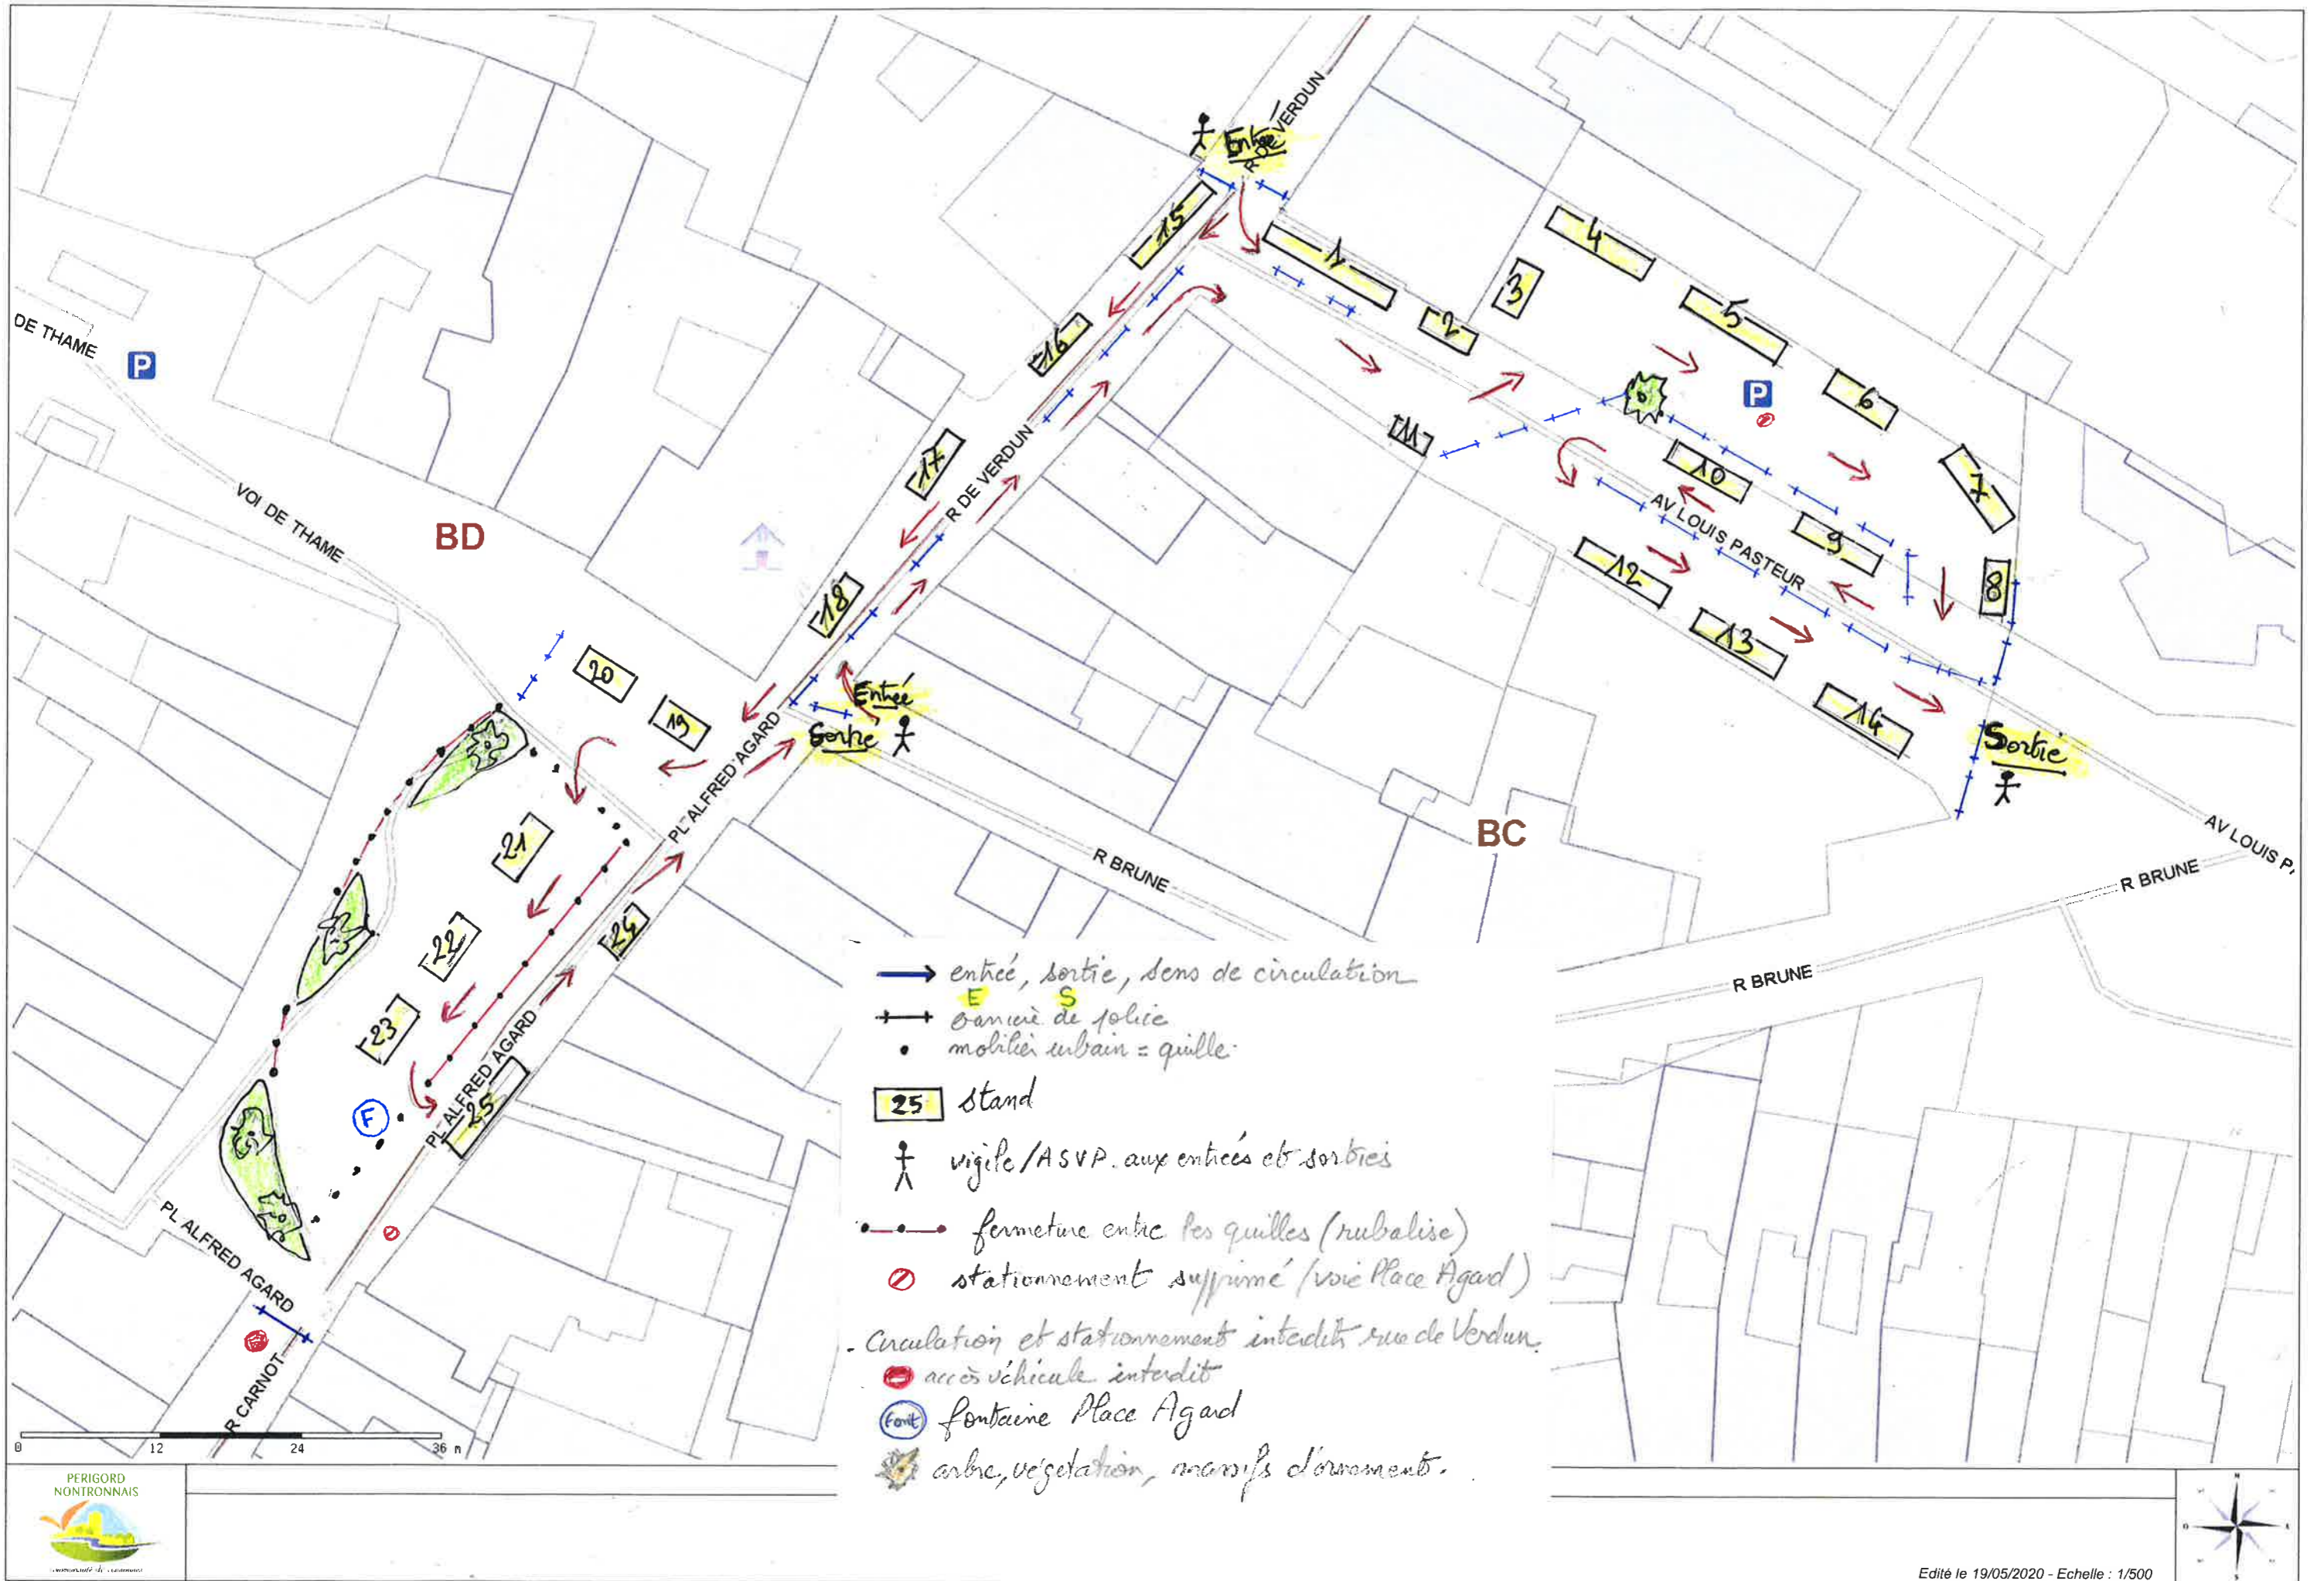 R DE VERDUN
Entrée
15
1
4
3
2
5
16
6
P
7
DE THAME
P
17
R DE VERDUN
11
10
AV LOUIS PASTEUR
9
VOI DE THAME
BD
12
8
18
13
20
14
19
Entrée
Sortie
Sortie
PL ALFRED AGARD
21
BC
AV LOUIS P
R BRUNE
R BRUNE
22
24
R BRUNE
23
PL ALFRED AGARD
25
F
PL ALFRED AGARD
R CARNOT
entrée, sortie, sens de circulation
E S
barrière de police
mobilier urbain = quille
25 stand
vigile/ASVP. aux entrées et sorties
fermeture entre les quilles (rubalise)
stationnement supprimé (voie Place Agard)
- Circulation et stationnement interdits rue de Verdun.
accès véhicule interdit
Font fontaine Place Agard
arbre, végétation, massifs d'ornement.
0 12 24 36 m
PERIGORD
NONTRONNAIS
communauté de communes
N
O E
S
Edité le 19/05/2020 - Echelle : 1/500